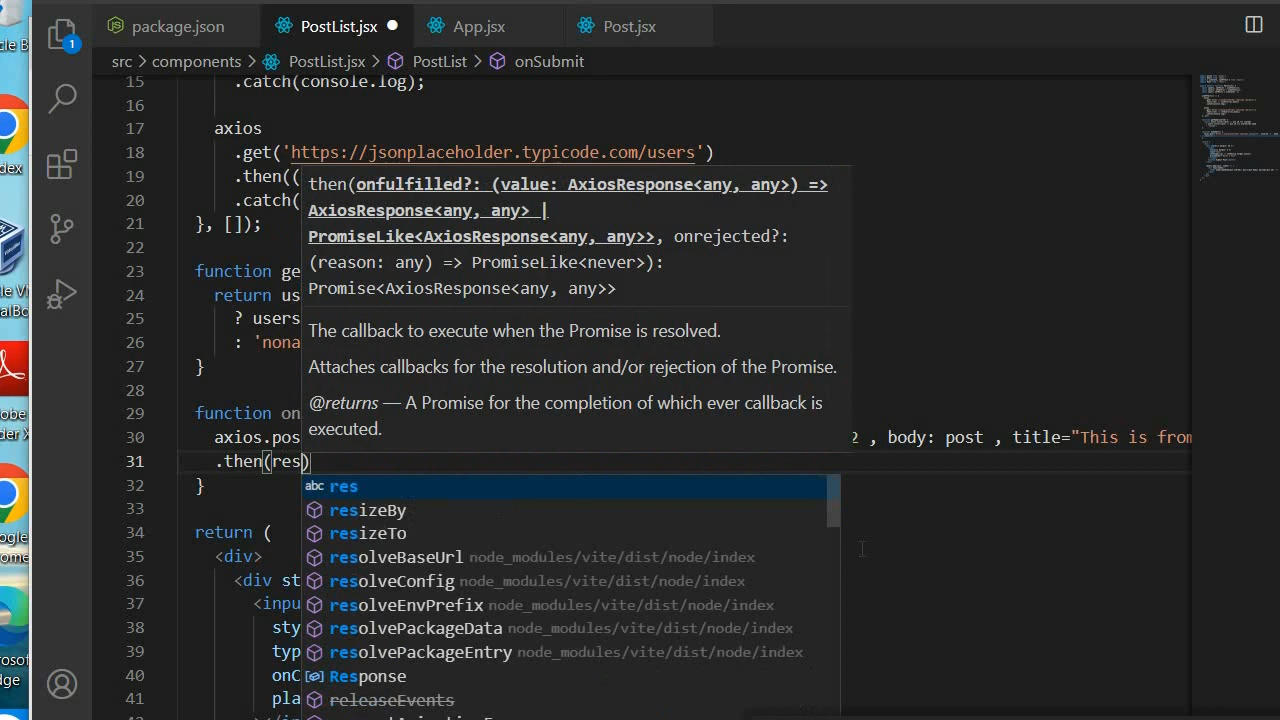 package.json
PostList.jsx
App.jsx
Post.jsx
1
src > components > PostList.jsx > PostList > onSubmit
15 .catch(console.log);
16
17 axios
18 .get('https://jsonplaceholder.typicode.com/users')
19 .then((
20 .catch(
21 }, []);
22
23 function ge
24 return us
25 ? users
26 : 'nona
27 }
28
29 function on
30 axios.pos 2 , body: post , title="This is from
31 .then(res)
32 }
33
34 return (
35 <div>
36 <div st
37 <inpu
38 sty
39 typ
40 onC
41 pla
then(onfulfilled?: (value: AxiosResponse<any, any>) =>
AxiosResponse<any, any> |
PromiseLike<AxiosResponse<any, any>>, onrejected?:
(reason: any) => PromiseLike<never>):
Promise<AxiosResponse<any, any>>
The callback to execute when the Promise is resolved.
Attaches callbacks for the resolution and/or rejection of the Promise.
@returns — A Promise for the completion of which ever callback is
executed.
abc res
resizeBy
resizeTo
resolveBaseUrl node_modules/vite/dist/node/index
resolveConfig node_modules/vite/dist/node/index
resolveEnvPrefix node_modules/vite/dist/node/index
resolvePackageData node_modules/vite/dist/node/index
resolvePackageEntry node_modules/vite/dist/node/index
Response
releaseEvents